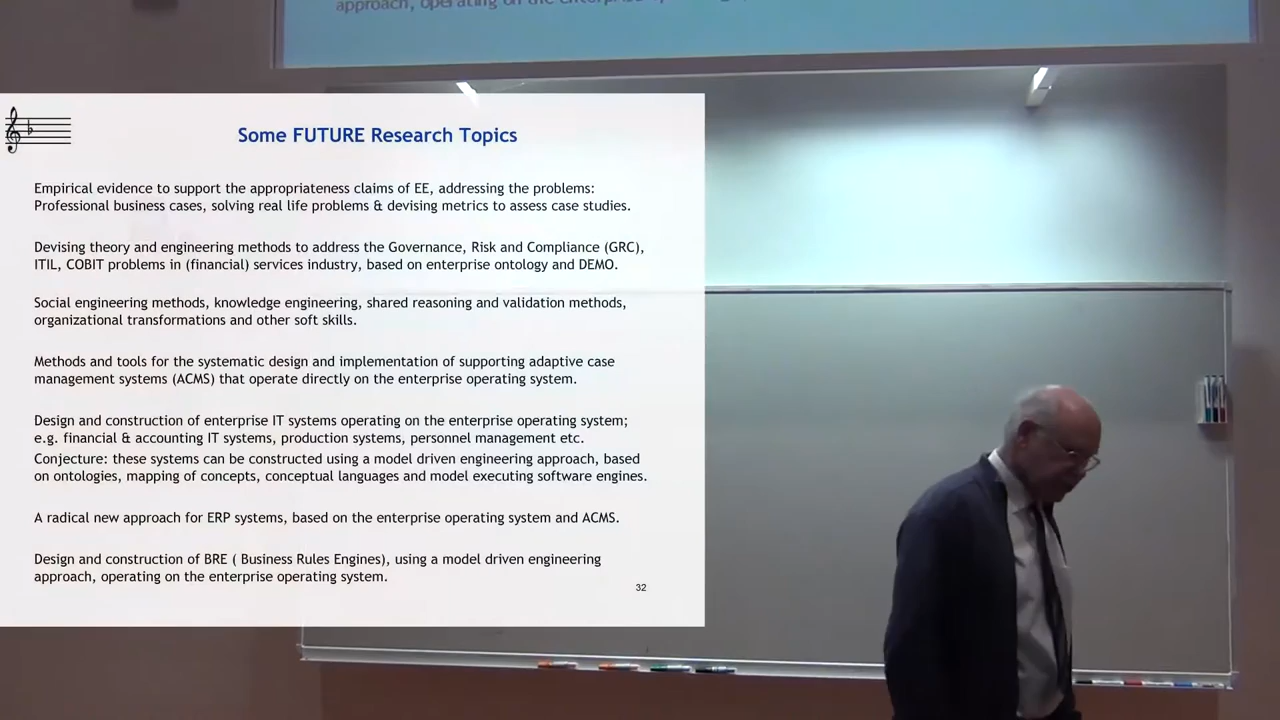 approach, operating on the enterprise
Some FUTURE Research Topics
Empirical evidence to support the appropriateness claims of EE, addressing the problems:
Professional business cases, solving real life problems & devising metrics to assess case studies.
Devising theory and engineering methods to address the Governance, Risk and Compliance (GRC),
ITIL, COBIT problems in (financial) services industry, based on enterprise ontology and DEMO.
Social engineering methods, knowledge engineering, shared reasoning and validation methods,
organizational transformations and other soft skills.
Methods and tools for the systematic design and implementation of supporting adaptive case
management systems (ACMS) that operate directly on the enterprise operating system.
Design and construction of enterprise IT systems operating on the enterprise operating system;
e.g. financial & accounting IT systems, production systems, personnel management etc.
Conjecture: these systems can be constructed using a model driven engineering approach, based
on ontologies, mapping of concepts, conceptual languages and model executing software engines.
A radical new approach for ERP systems, based on the enterprise operating system and ACMS.
Design and construction of BRE ( Business Rules Engines), using a model driven engineering
approach, operating on the enterprise operating system.
32